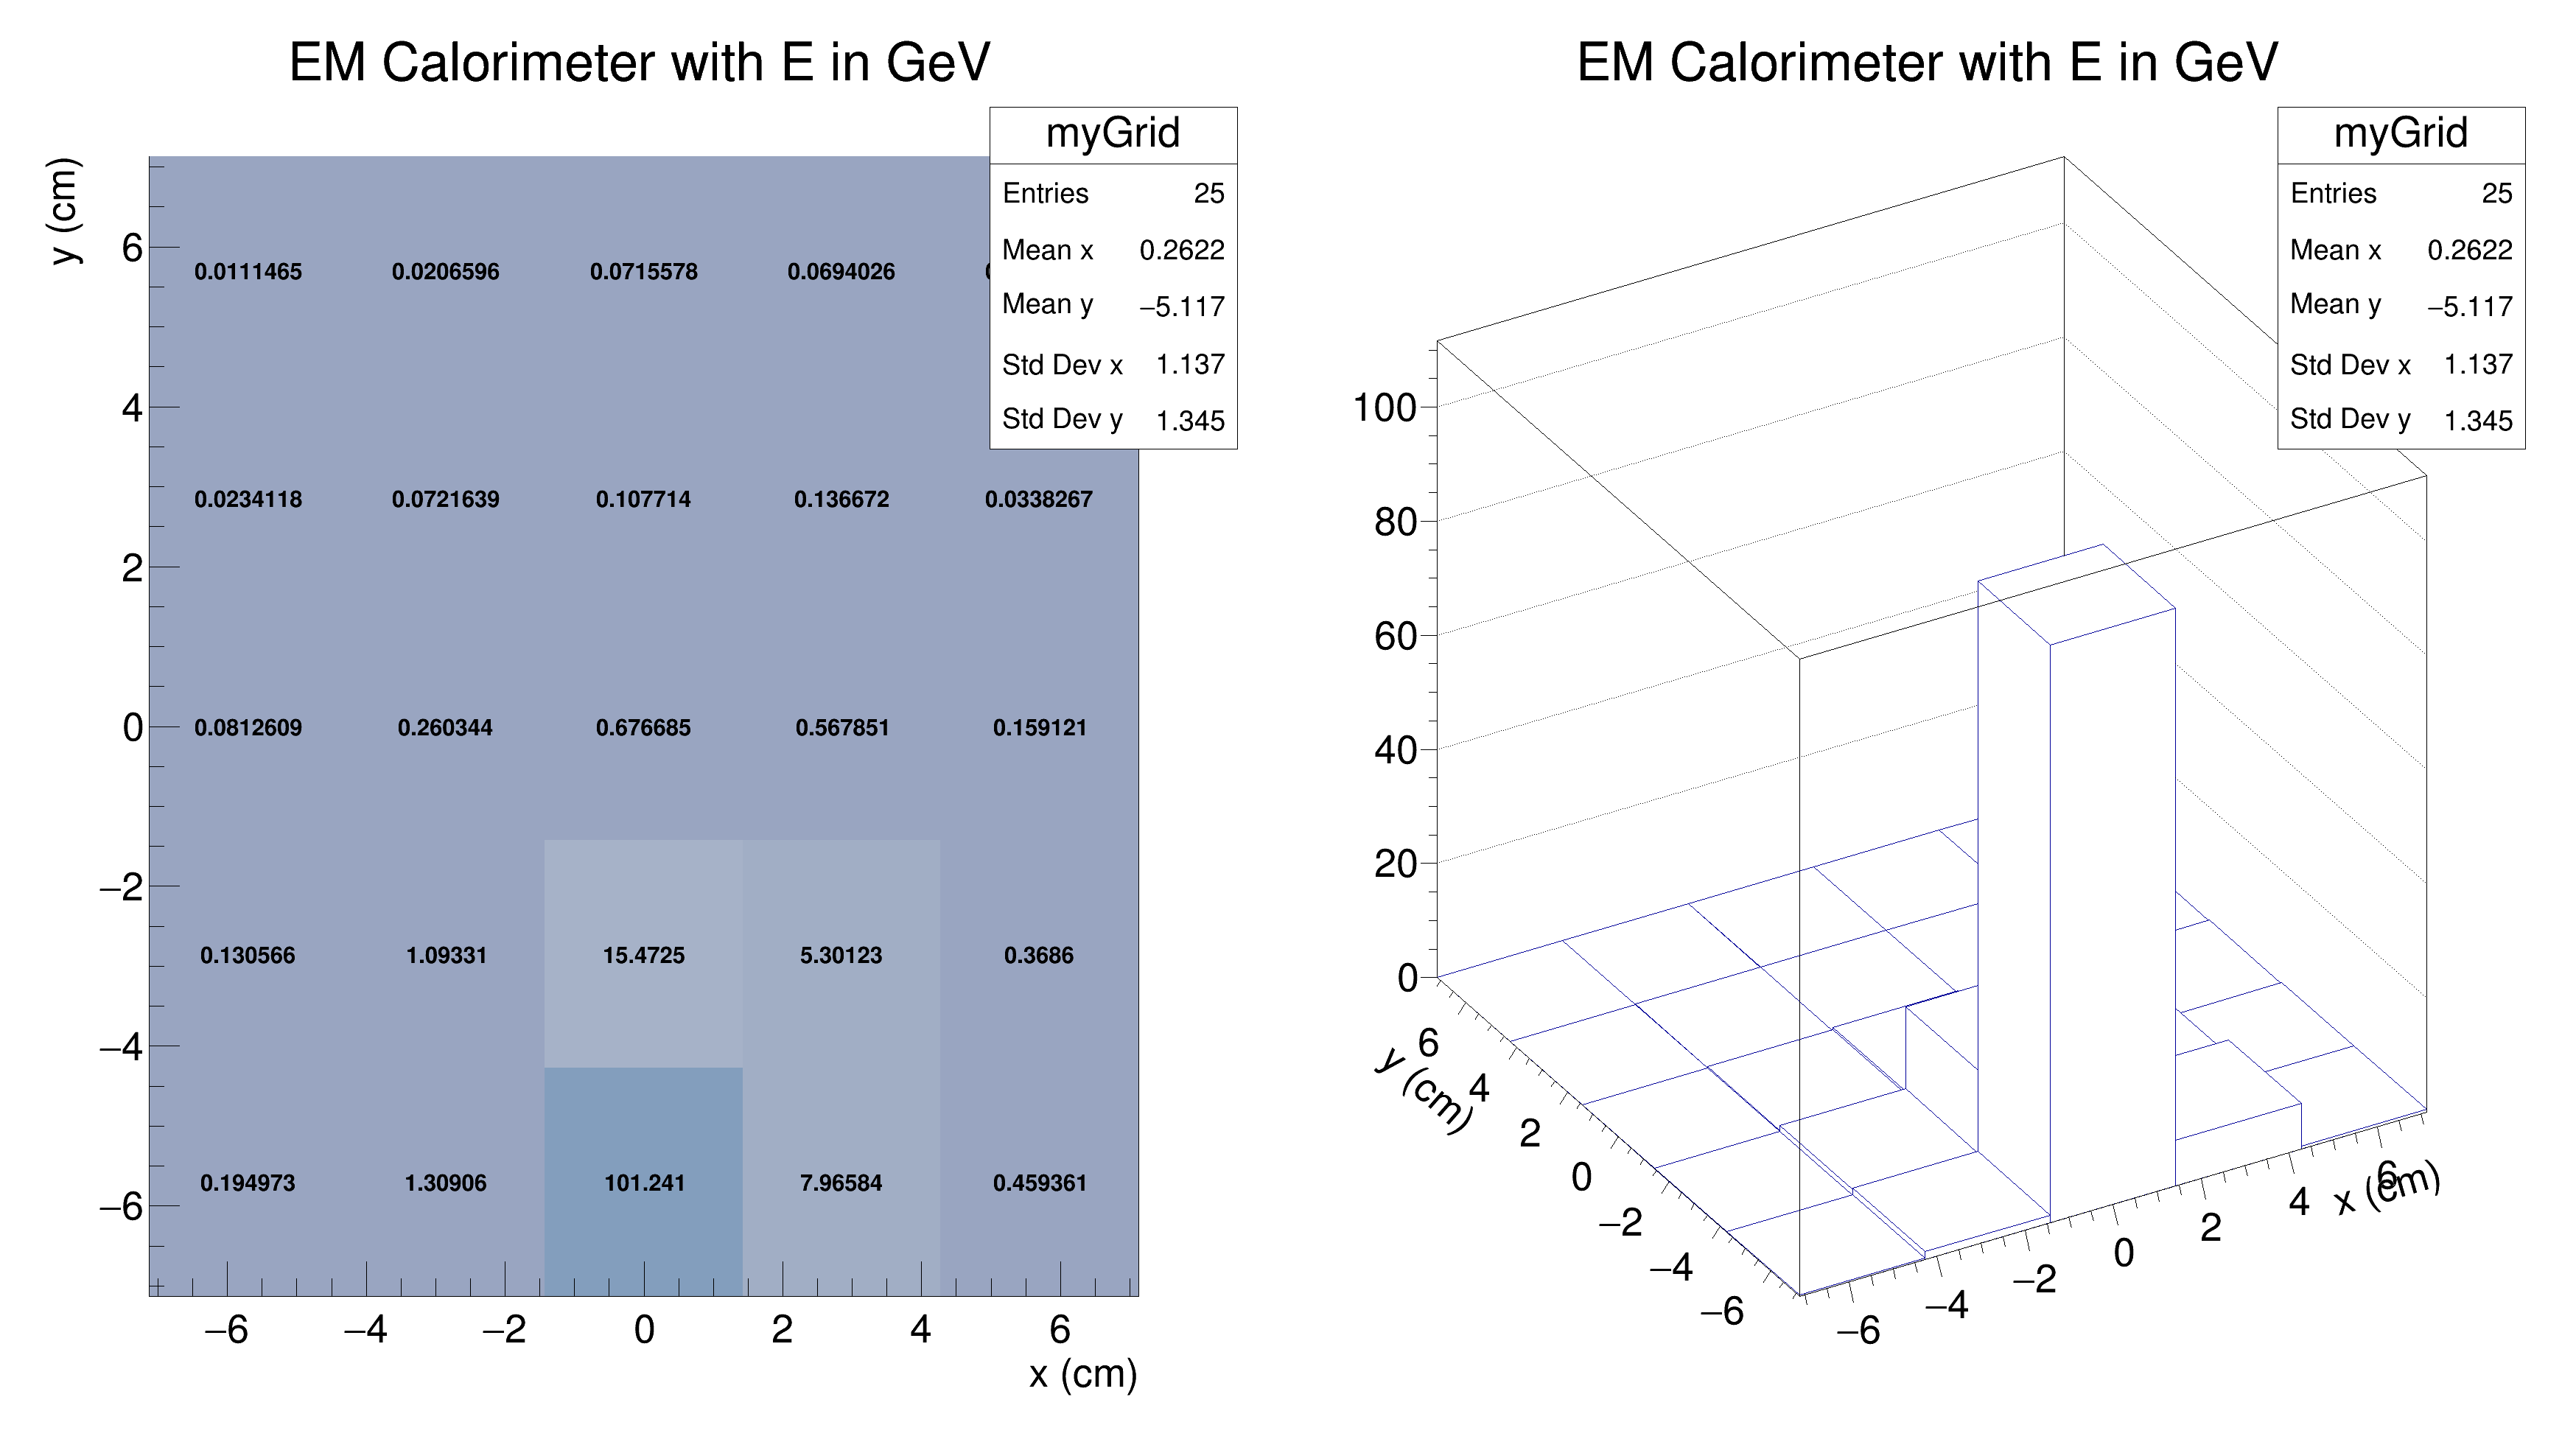 EM Calorimeter with E in GeV
y (cm)
myGrid
Entries 25
Mean x 0.2622
Mean y −5.117
Std Dev x 1.137
Std Dev y 1.345
6
4
2
0
−2
−4
−6
0.0111465 0.0206596 0.0715578 0.0694026
0.0234118 0.0721639 0.107714 0.136672 0.0338267
0.0812609 0.260344 0.676685 0.567851 0.159121
0.130566 1.09331 15.4725 5.30123 0.3686
0.194973 1.30906 101.241 7.96584 0.459361
−6 −4 −2 0 2 4 6
x (cm)
EM Calorimeter with E in GeV
myGrid
Entries 25
Mean x 0.2622
Mean y −5.117
Std Dev x 1.137
Std Dev y 1.345
100
80
60
40
20
0
6
4
2
0
−2
−4
−6
y (cm)
−6 −4 −2 0 2 4 6
x (cm)